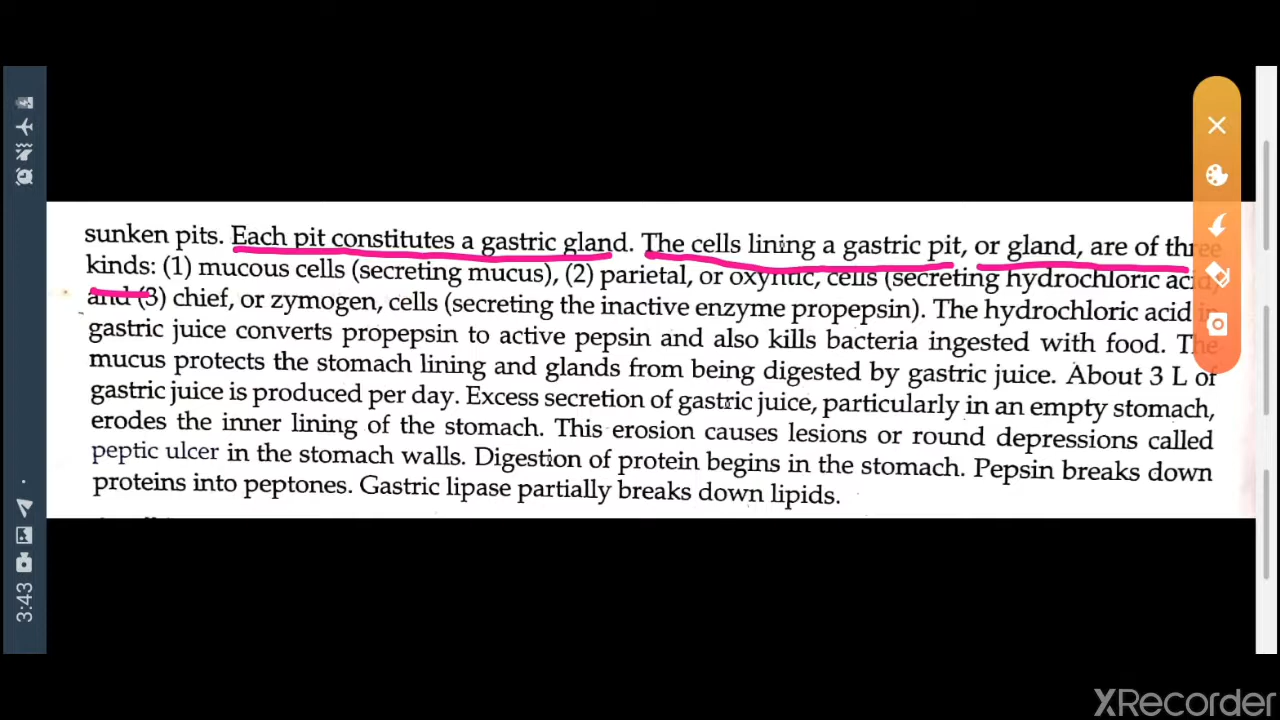 sunken pits. Each pit constitutes a gastric gland. The cells lining a gastric pit, or gland, are of three
kinds: (1) mucous cells (secreting mucus), (2) parietal, or oxyntic, cells (secreting hydrochloric acid)
and (3) chief, or zymogen, cells (secreting the inactive enzyme propepsin). The hydrochloric acid in
gastric juice converts propepsin to active pepsin and also kills bacteria ingested with food. The
mucus protects the stomach lining and glands from being digested by gastric juice. About 3 L of
gastric juice is produced per day. Excess secretion of gastric juice, particularly in an empty stomach,
erodes the inner lining of the stomach. This erosion causes lesions or round depressions called
peptic ulcer in the stomach walls. Digestion of protein begins in the stomach. Pepsin breaks down
proteins into peptones. Gastric lipase partially breaks down lipids.
3:43
XRecorder